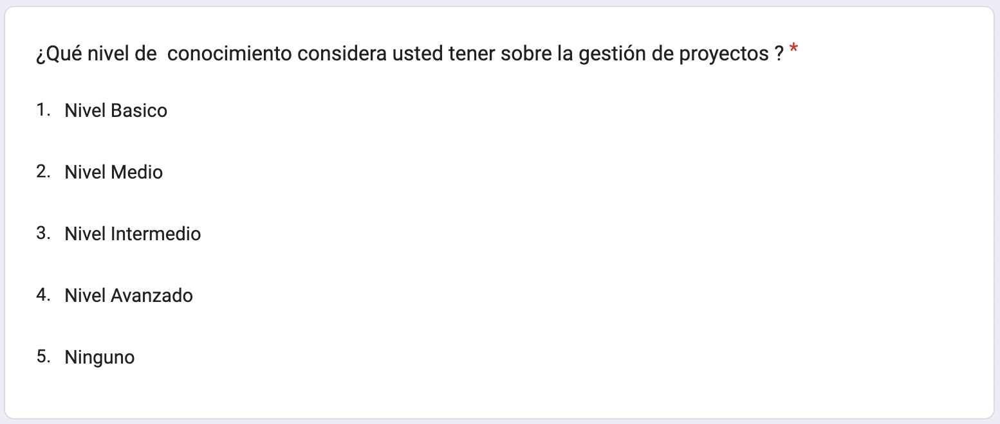 ¿Qué nivel de  conocimiento considera usted tener sobre la gestión de proyectos ? *
1. Nivel Basico
2. Nivel Medio
3. Nivel Intermedio
4. Nivel Avanzado
5. Ninguno